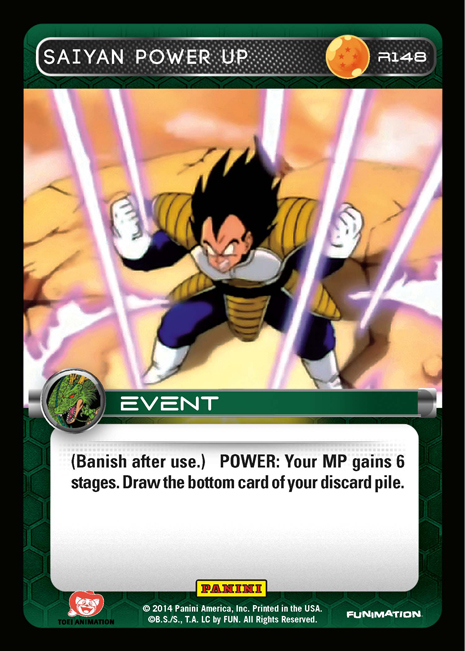 SAIYAN POWER UP
R148
EVENT
(Banish after use.) POWER: Your MP gains 6
stages. Draw the bottom card of your discard pile.
PANINI
TOEI ANIMATION
© 2014 Panini America, Inc. Printed in the USA.
©B.S./S., T.A. LC by FUN. All Rights Reserved.
FUNIMATION